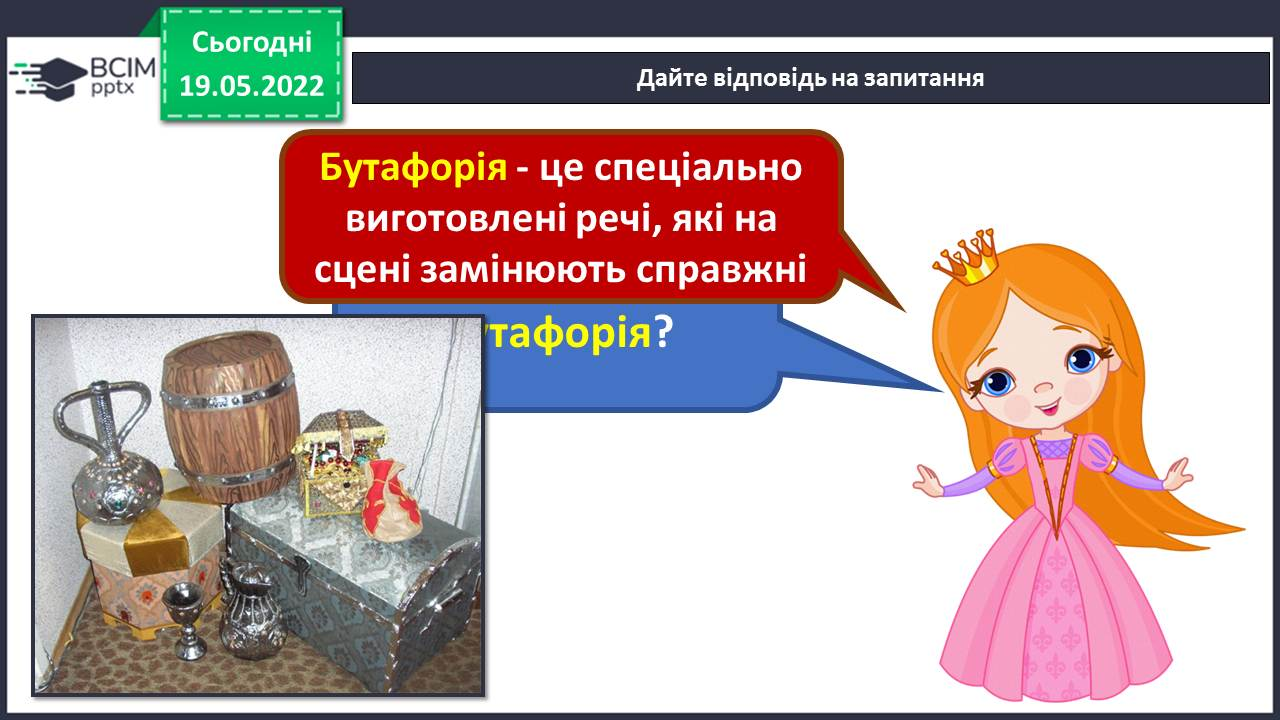 Сьогодні
19.05.2022
BCIM
pptx
Дайте відповідь на запитання
Бутафорія - це спеціально
виготовлені речі, які на
сцені замінюють справжні
утафорія?